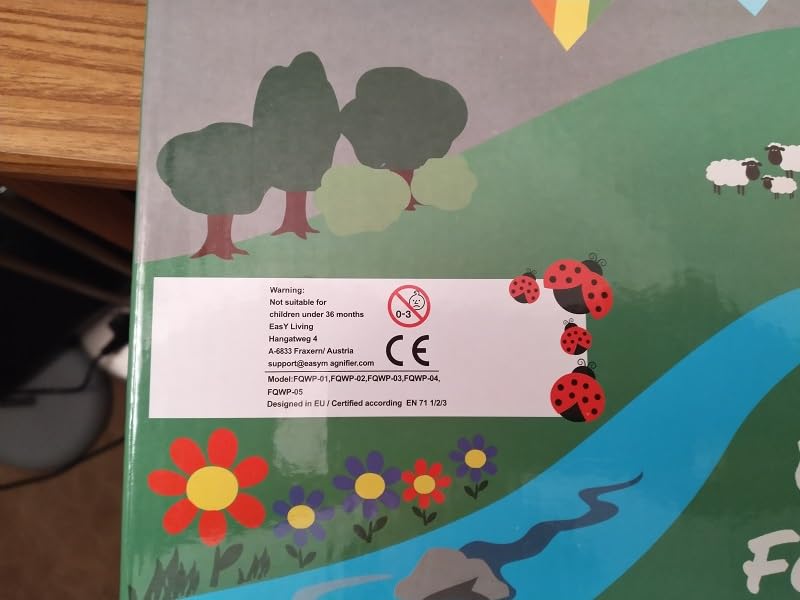 Warning:
Not suitable for
children under 36 months
EasY Living
Hangatweg 4
A-6833 Fraxern/ Austria
support@easym agnifier.com
0-3
CE
Model:FQWP-01,FQWP-02,FQWP-03,FQWP-04,
FQWP-05
Designed in EU / Certified according EN 71 1/2/3